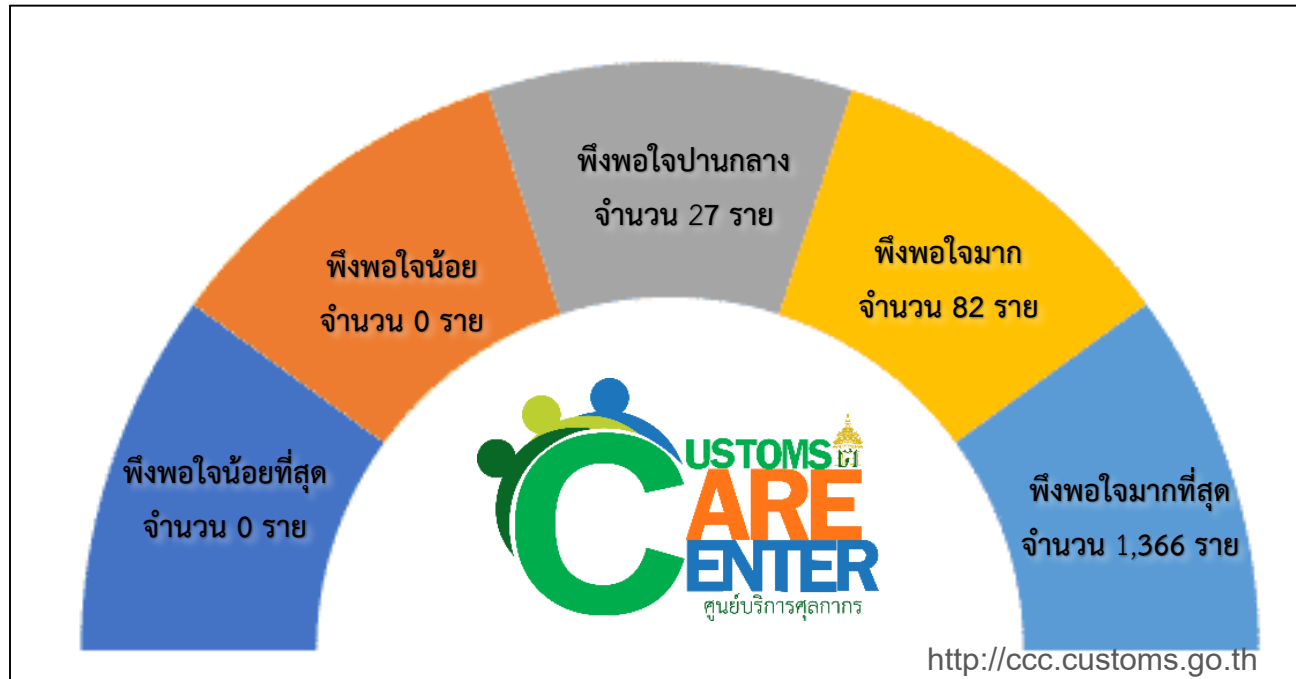 พึงพอใจปานกลาง
จำนวน 27 ราย
พึงพอใจน้อย
จำนวน 0 ราย
พึงพอใจมาก
จำนวน 82 ราย
พึงพอใจน้อยที่สุด
จำนวน 0 ราย
พึงพอใจมากที่สุด
จำนวน 1,366 ราย
CUSTOMS
CARE
CENTER
ศูนย์บริการศุลกากร
http://ccc.customs.go.th